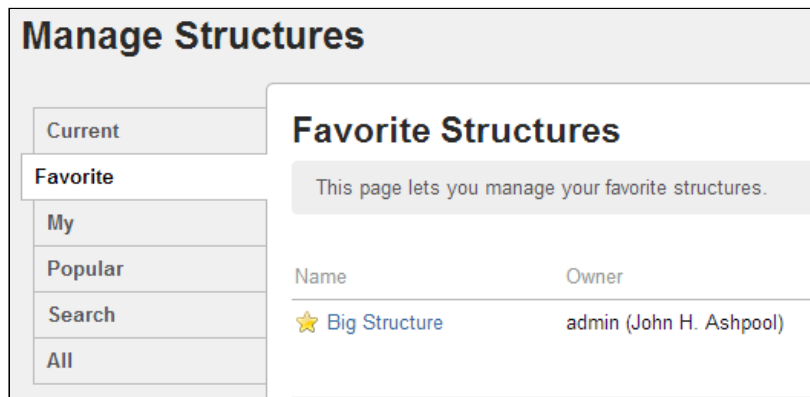 Manage Structures
Current
Favorite
My
Popular
Search
All
Favorite Structures
This page lets you manage your favorite structures.
Name Owner
Big Structure admin (John H. Ashpool)